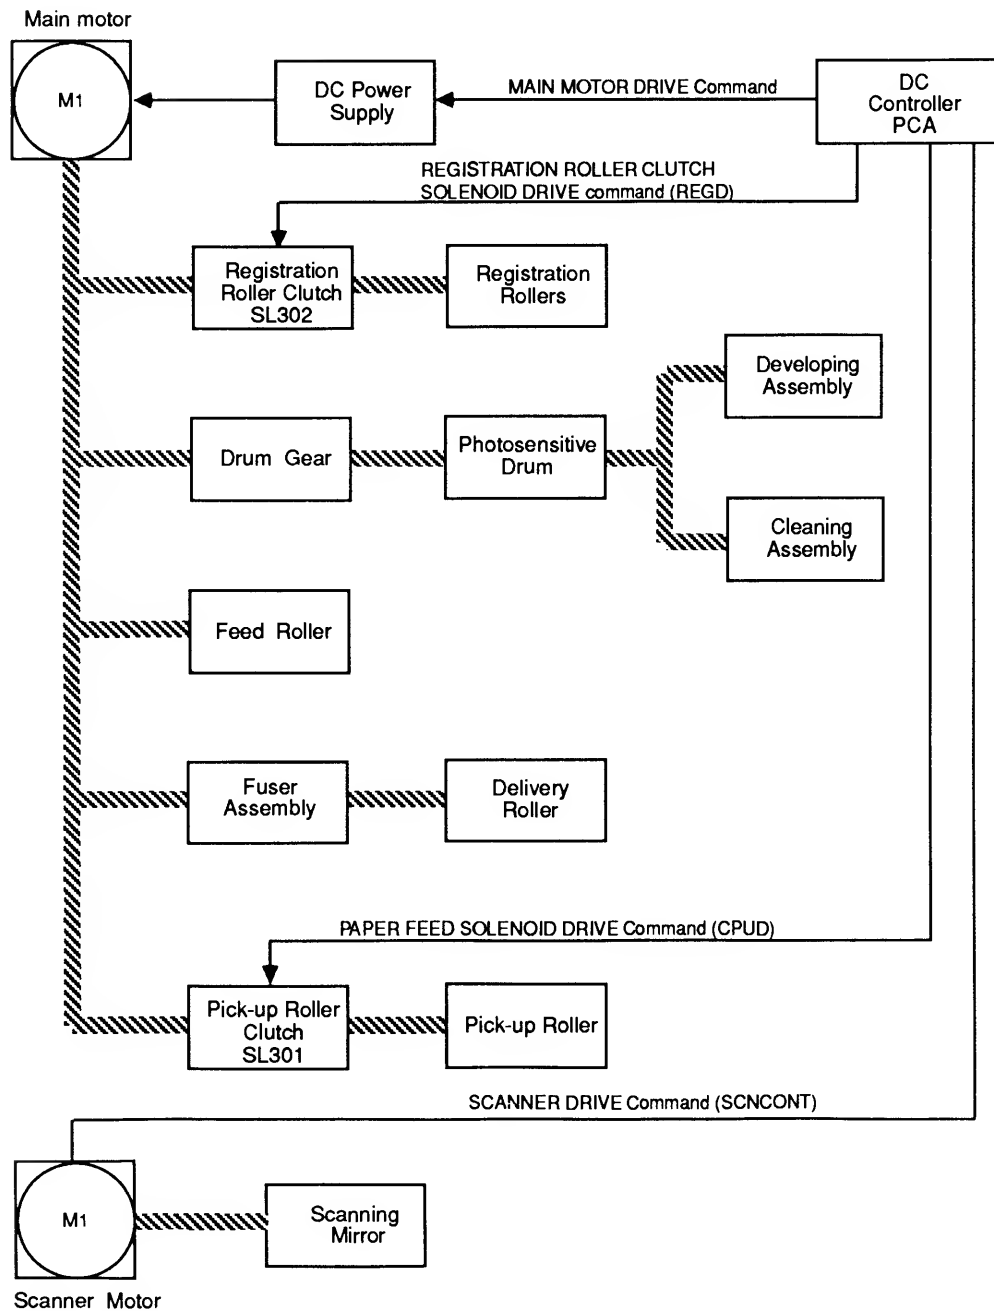 Main motor
M1
DC Power
Supply
MAIN MOTOR DRIVE Command
DC
Controller
PCA
REGISTRATION ROLLER CLUTCH
SOLENOID DRIVE command (REGD)
Registration
Roller Clutch
SL302
Registration
Rollers
Developing
Assembly
Drum Gear
Photosensitive
Drum
Cleaning
Assembly
Feed Roller
Fuser
Assembly
Delivery
Roller
PAPER FEED SOLENOID DRIVE Command (CPUD)
Pick-up Roller
Clutch
SL301
Pick-up Roller
SCANNER DRIVE Command (SCNCONT)
M1
Scanning
Mirror
Scanner Motor